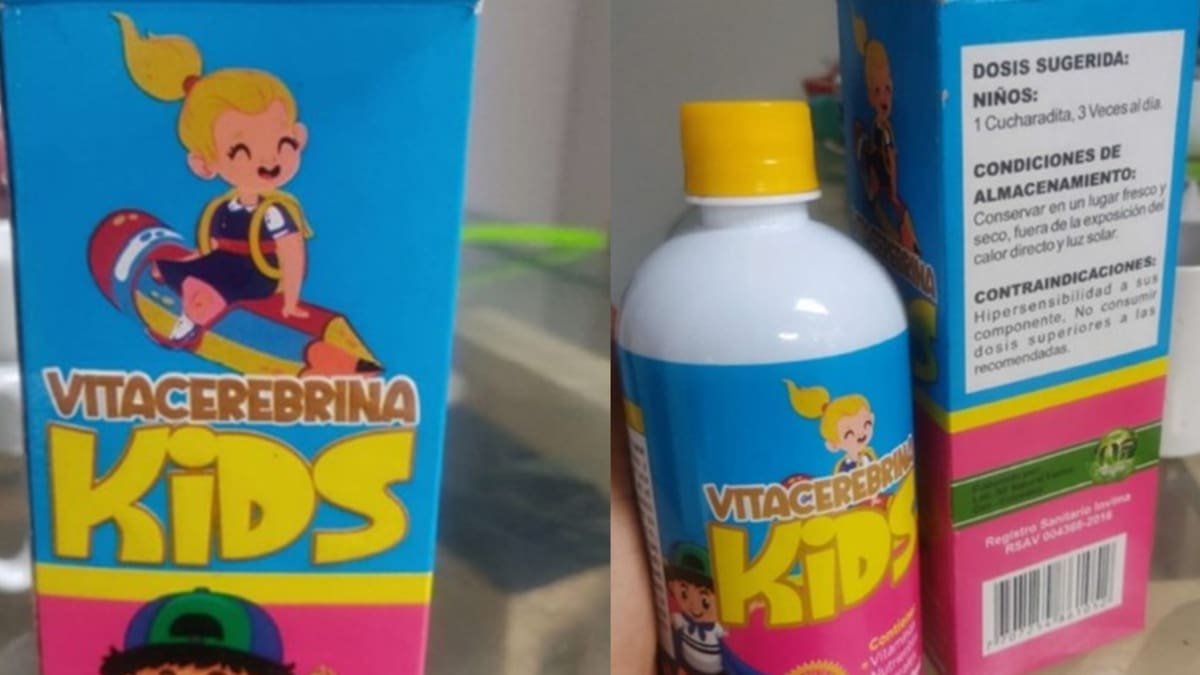 VITACEREBRINA
KiDS
DOSIS SUGERIDA:
NIÑOS:
1 Cucharadita, 3 Veces al día.
CONDICIONES DE
ALMACENAMIENTO:
Conservar en un lugar fresco y
seco, fuera de la exposición del
calor directo y luz solar.
CONTRAINDICACIONES:
Hipersensibilidad a sus
componente, No consumir
dosis superiores a las
recomendadas.
Registro Sanitario Invima
RSAV 004368-2016
VITACEREBRINA
KiDS
Contiene